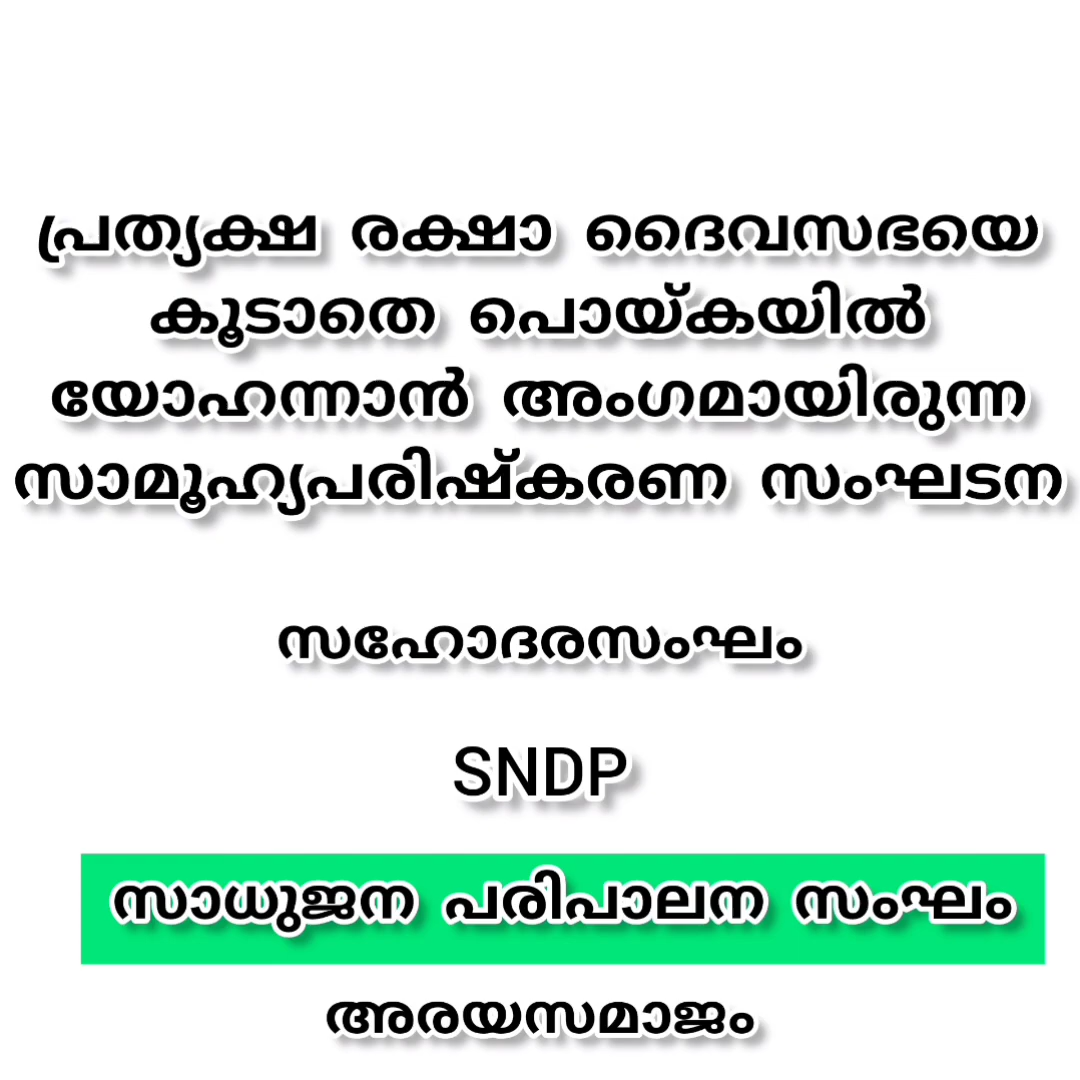 പ്രത്യക്ഷ രക്ഷാ ദൈവസഭയെ
കൂടാതെ പൊയ്കയിൽ
യോഹന്നാൻ അംഗമായിരുന്ന
സാമൂഹ്യപരിഷ്കരണ സംഘടന
സഹോദരസംഘം
SNDP
സാധുജന പരിപാലന സംഘം
അരയസമാജം